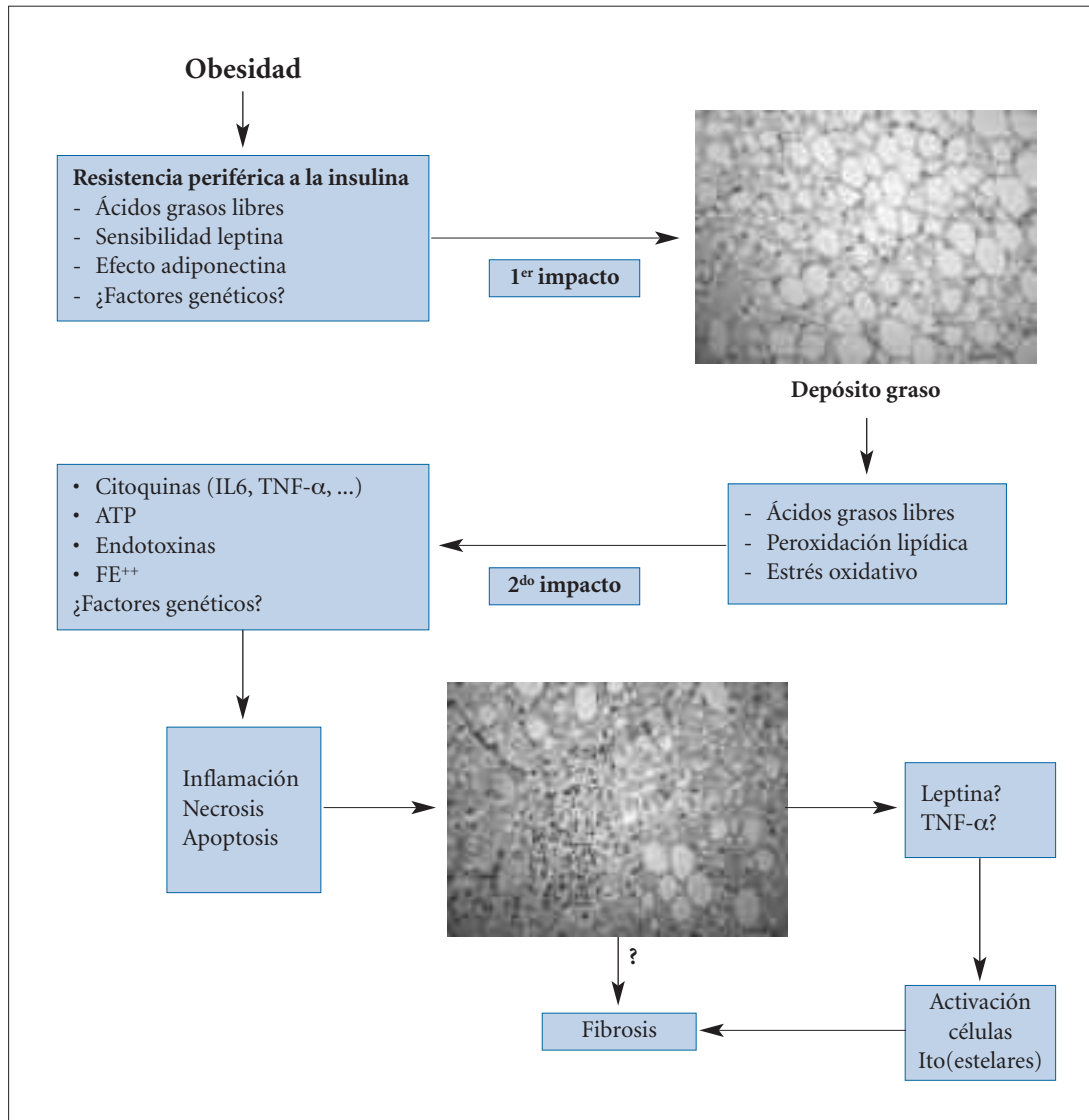 Obesidad
Resistencia periférica a la insulina
- Ácidos grasos libres
- Sensibilidad leptina
- Efecto adiponectina
- ¿Factores genéticos?
1er impacto
Depósito graso
- Ácidos grasos libres
- Peroxidación lipídica
- Estrés oxidativo
2do impacto
• Citoquinas (IL6, TNF-α, ...)
• ATP
• Endotoxinas
• FE++
¿Factores genéticos?
Inflamación
Necrosis
Apoptosis
Leptina?
TNF-α?
?
Fibrosis
Activación
células
Ito(estelares)